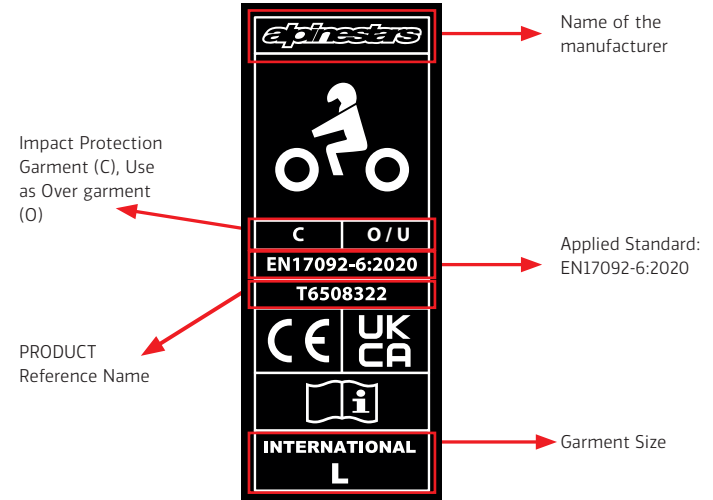 alpinestars
Name of the
manufacturer
Impact Protection
Garment (C), Use
as Over garment
(O)
C
O / U
EN17092-6:2020
Applied Standard:
EN17092-6:2020
T6508322
PRODUCT
Reference Name
CE
UK
CA
i
INTERNATIONAL
L
Garment Size